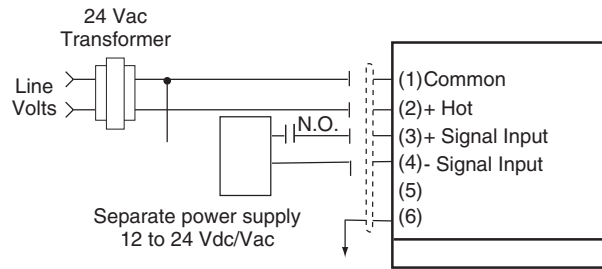 24 Vac
Transformer
Line
Volts
(1)Common
(2)+ Hot
N.O.
(3)+ Signal Input
(4)- Signal Input
(5)
(6)
Separate power supply
12 to 24 Vdc/Vac